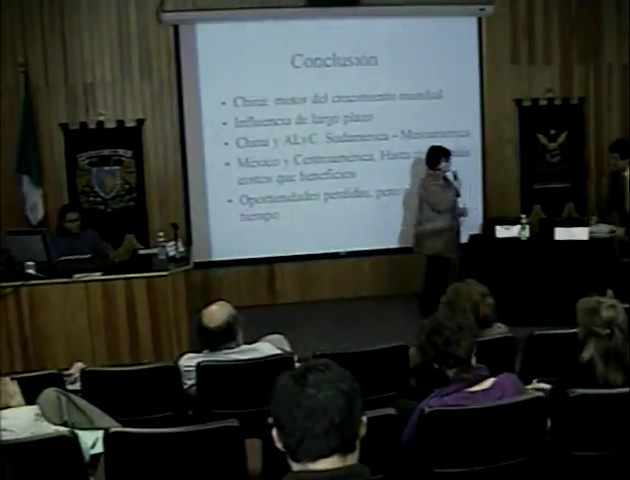 Conclusión
• China: motor del crecimiento mundial
• Influencia de largo plazo
• China y ALyC: Sudamérica - Mesoamérica
• México y Centroamérica. Hasta
costos que beneficios
• Oportunidades perdidas, pero
tiempo